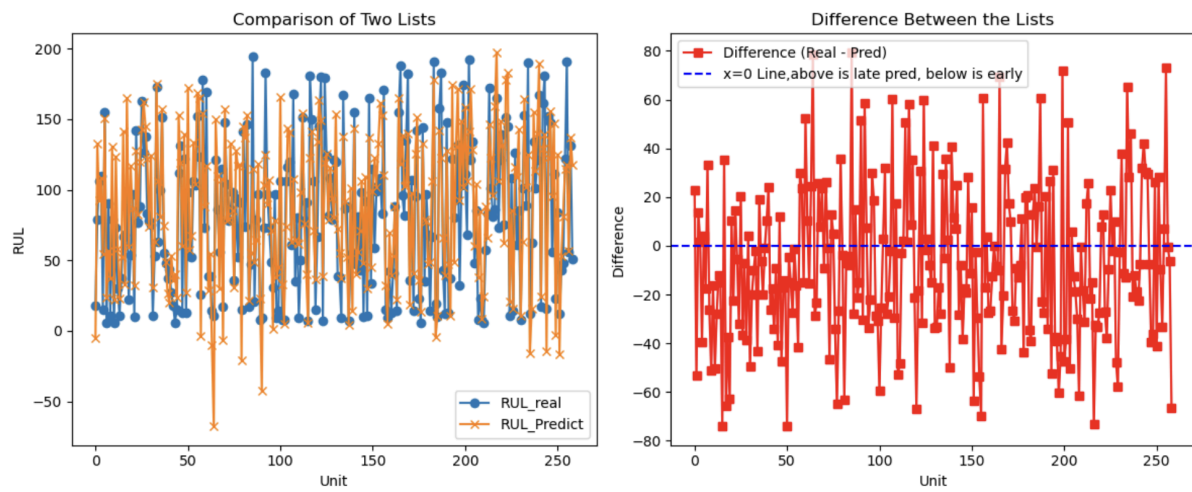 Comparison of Two Lists
200
150
100
50
0
−50
RUL
0
50
100
150
200
250
Unit
RUL_real
RUL_Predict
Difference Between the Lists
80
60
40
20
0
−20
−40
−60
−80
Difference
0
50
100
150
200
250
Unit
Difference (Real - Pred)
x=0 Line,above is late pred, below is early